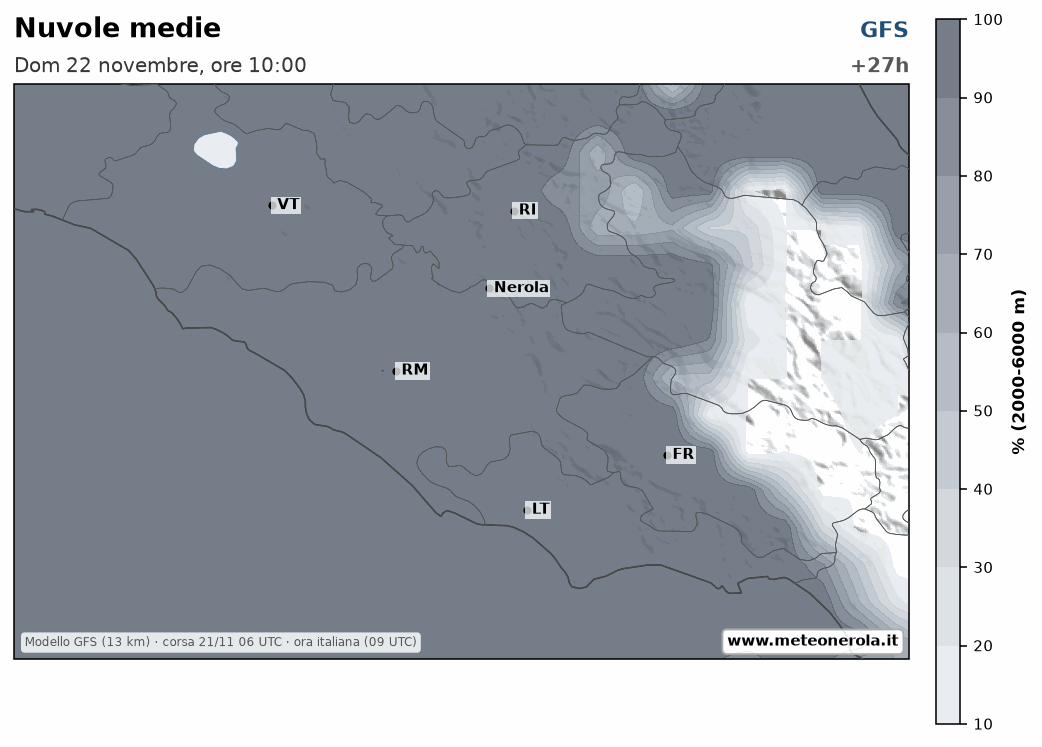 Nuvole medie
GFS
Dom 22 novembre, ore 10:00
+27h
VT
RI
Nerola
RM
FR
LT
Modello GFS (13 km) · corsa 21/11 06 UTC · ora italiana (09 UTC)
www.meteonerola.it
100
90
80
70
60
50
40
30
20
10
% (2000-6000 m)